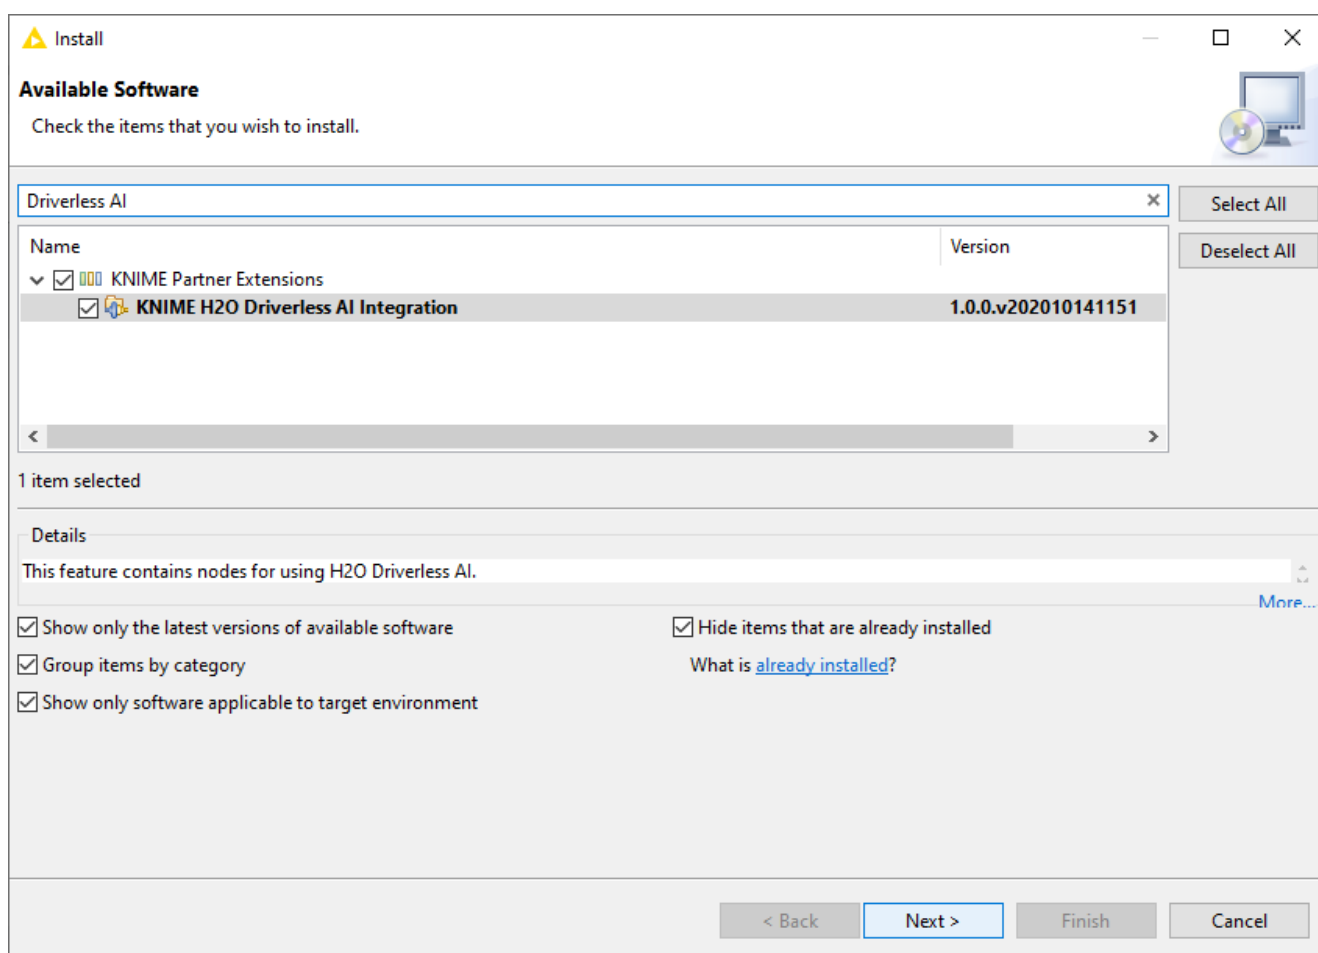 Install
Available Software
Check the items that you wish to install.
Driverless AI
Select All
Name Version
Deselect All
KNIME Partner Extensions
KNIME H2O Driverless AI Integration 1.0.0.v202010141151
1 item selected
Details
This feature contains nodes for using H2O Driverless AI.
More...
Show only the latest versions of available software
Hide items that are already installed
Group items by category
What is already installed?
Show only software applicable to target environment
< Back
Next >
Finish
Cancel